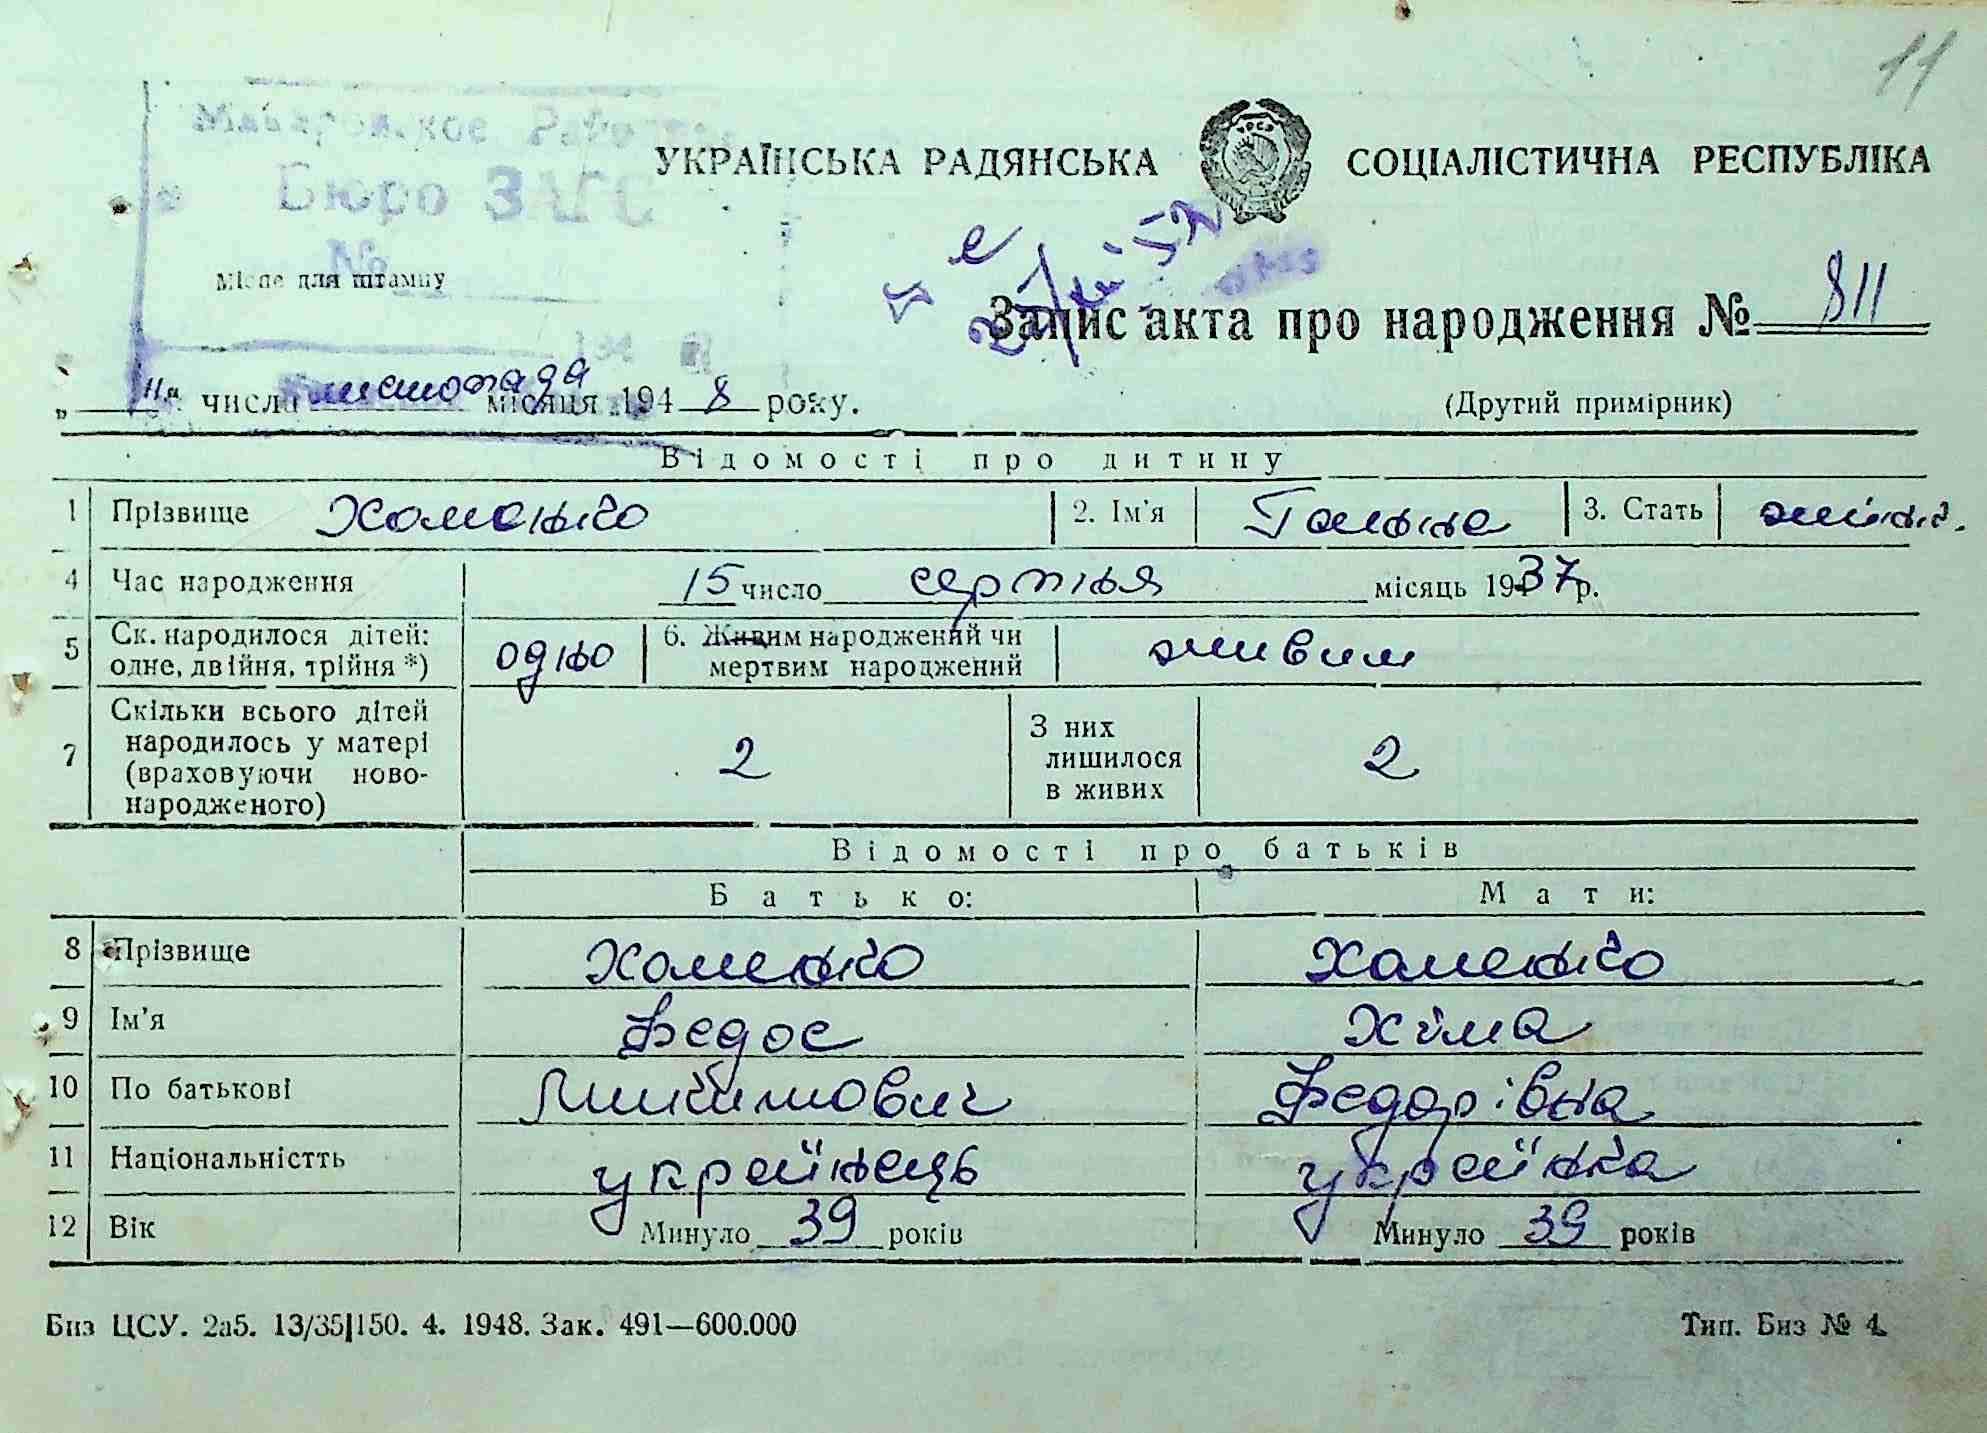 11
Бюро ЗАГС
№
УКРАЇНСЬКА РАДЯНСЬКА СОЦІАЛІСТИЧНА РЕСПУБЛІКА
Місце для штампу
Запис акта про народження № 811
„ 11 “ числа листопада місяця 194 8 року.
(Другий примірник)
Відомості про дитину
1 Прізвище Хоменко 2. Ім'я Галина 3. Стать жіноч.
4 Час народження 15 число серпня місяць 1937 р.
5 Ск. народилося дітей: одне, двійня, трійня *) одно 6. Живим народжений чи мертвим народжений живим
7 Скільки всього дітей народилось у матері (враховуючи новонародженого) 2 З них лишилося в живих 2
Відомості про батьків
Батько: Мати:
8 Прізвище Хоменко Хоменко
9 Ім'я Федос Хіма
10 По батькові Микитович Федорівна
11 Національністть українець українка
12 Вік Минуло 39 років Минуло 39 років
Биз ЦСУ. 2а5. 13/35|150. 4. 1948. Зак. 491—600.000 Тип. Биз № 4.